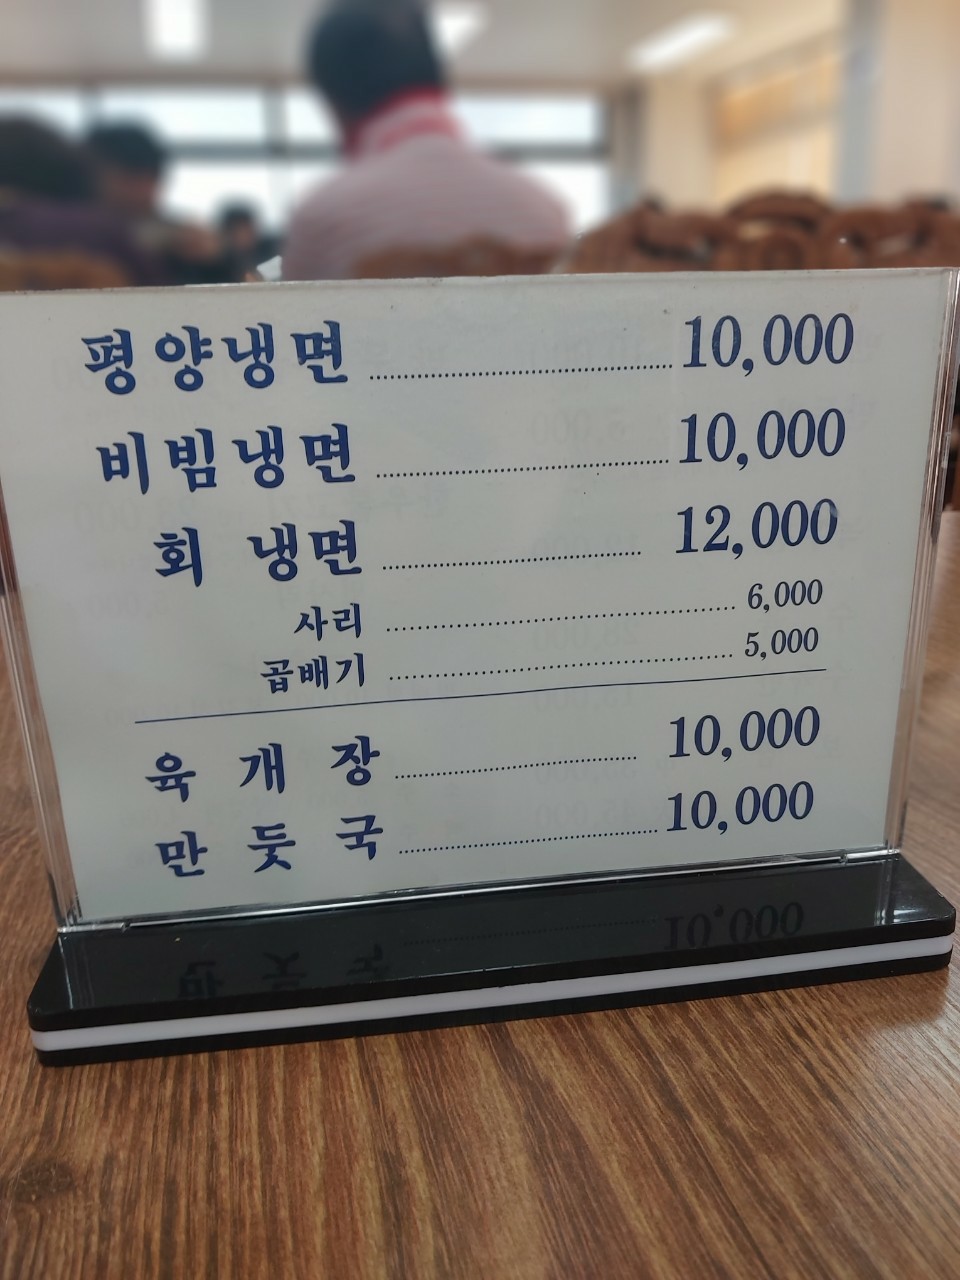 평양냉면 ........ 10,000
비빔냉면 ........ 10,000
회 냉면 ........ 12,000
사리 ........ 6,000
곱배기 ........ 5,000
육 개 장 ........ 10,000
만 둣 국 ........ 10,000